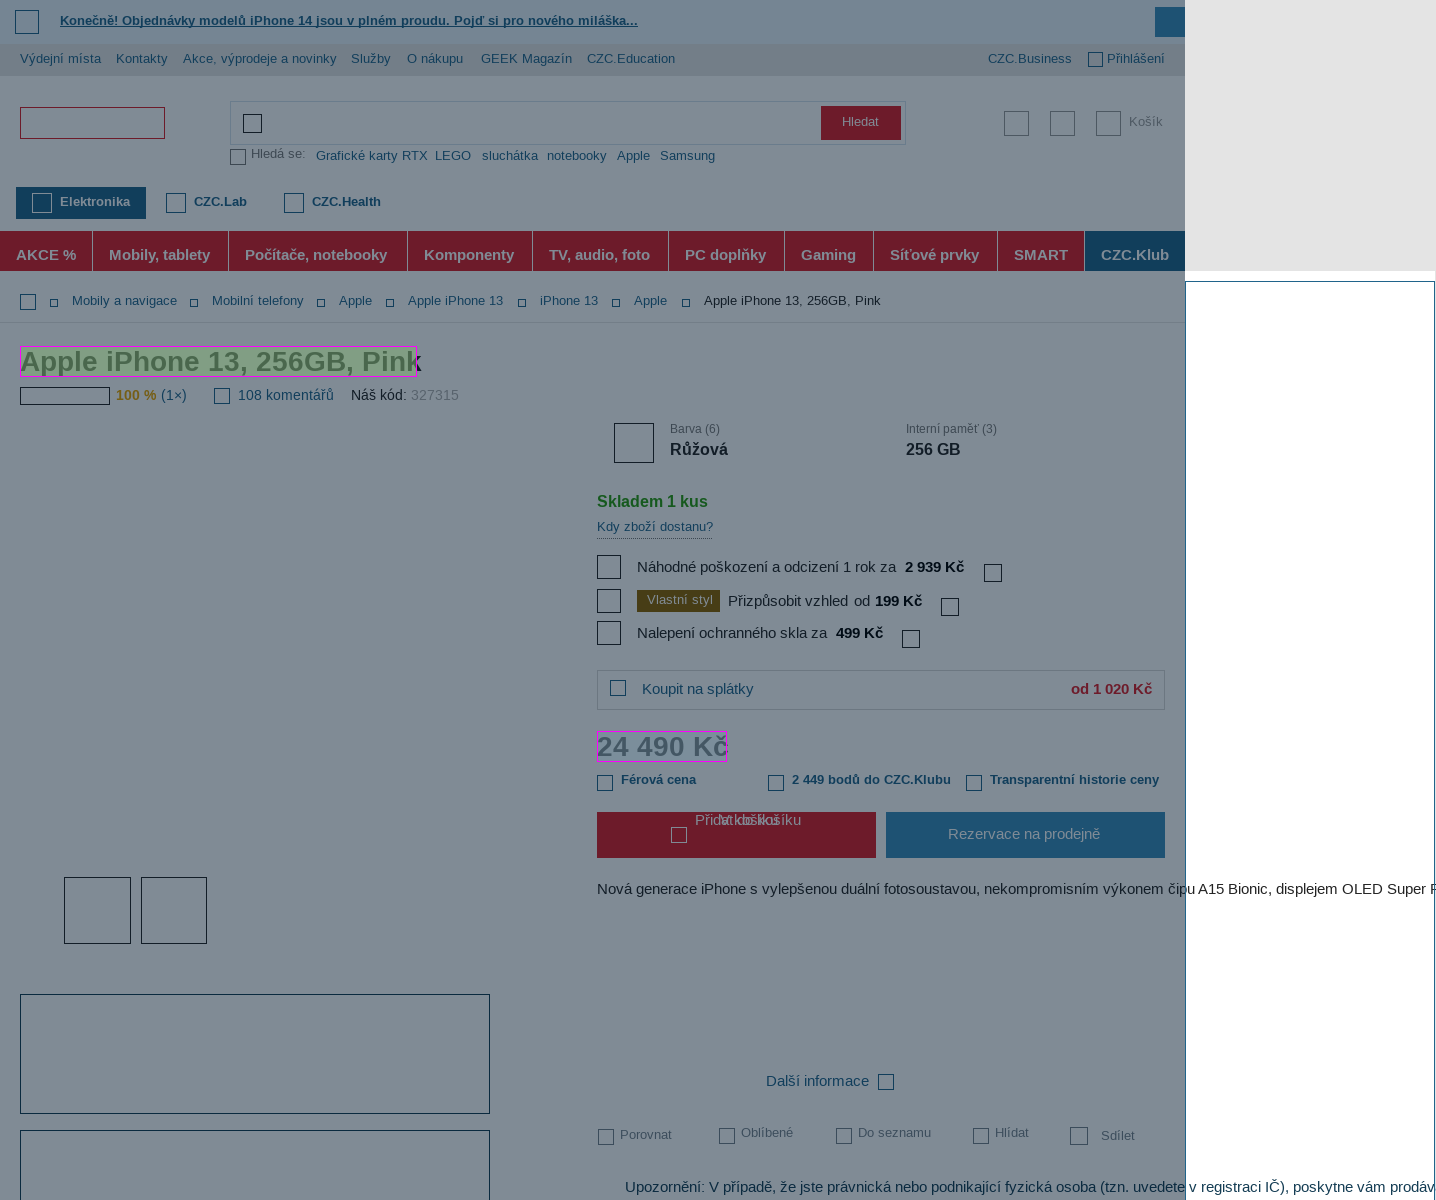 Konečně! Objednávky modelů iPhone 14 jsou v plném proudu. Pojď si pro nového miláška...
Výdejní místa Kontakty Akce, výprodeje a novinky Služby O nákupu GEEK Magazín CZC.Education CZC.Business Přihlášení
Hledat Košík
Hledá se: Grafické karty RTX LEGO sluchátka notebooky Apple Samsung
Elektronika CZC.Lab CZC.Health
AKCE % Mobily, tablety Počítače, notebooky Komponenty TV, audio, foto PC doplňky Gaming Síťové prvky SMART CZC.Klub
Mobily a navigace Mobilní telefony Apple Apple iPhone 13 iPhone 13 Apple Apple iPhone 13, 256GB, Pink
Apple iPhone 13, 256GB, Pink
100 % (1×) 108 komentářů Náš kód: 327315
Barva (6) Interní paměť (3)
Růžová 256 GB
Skladem 1 kus
Kdy zboží dostanu?
Náhodné poškození a odcizení 1 rok za 2 939 Kč
Vlastní styl Přizpůsobit vzhled od 199 Kč
Nalepení ochranného skla za 499 Kč
Koupit na splátky od 1 020 Kč
24 490 Kč
Férová cena 2 449 bodů do CZC.Klubu Transparentní historie ceny
Přidat do košíku V košíku
Rezervace na prodejně
Nová generace iPhone s vylepšenou duální fotosoustavou, nekompromisním výkonem čipu A15 Bionic, displejem OLED Super
Další informace
Porovnat Oblíbené Do seznamu Hlídat Sdílet
Upozornění: V případě, že jste právnická nebo podnikající fyzická osoba (tzn. uvedete v registraci IČ), poskytne vám prodáv